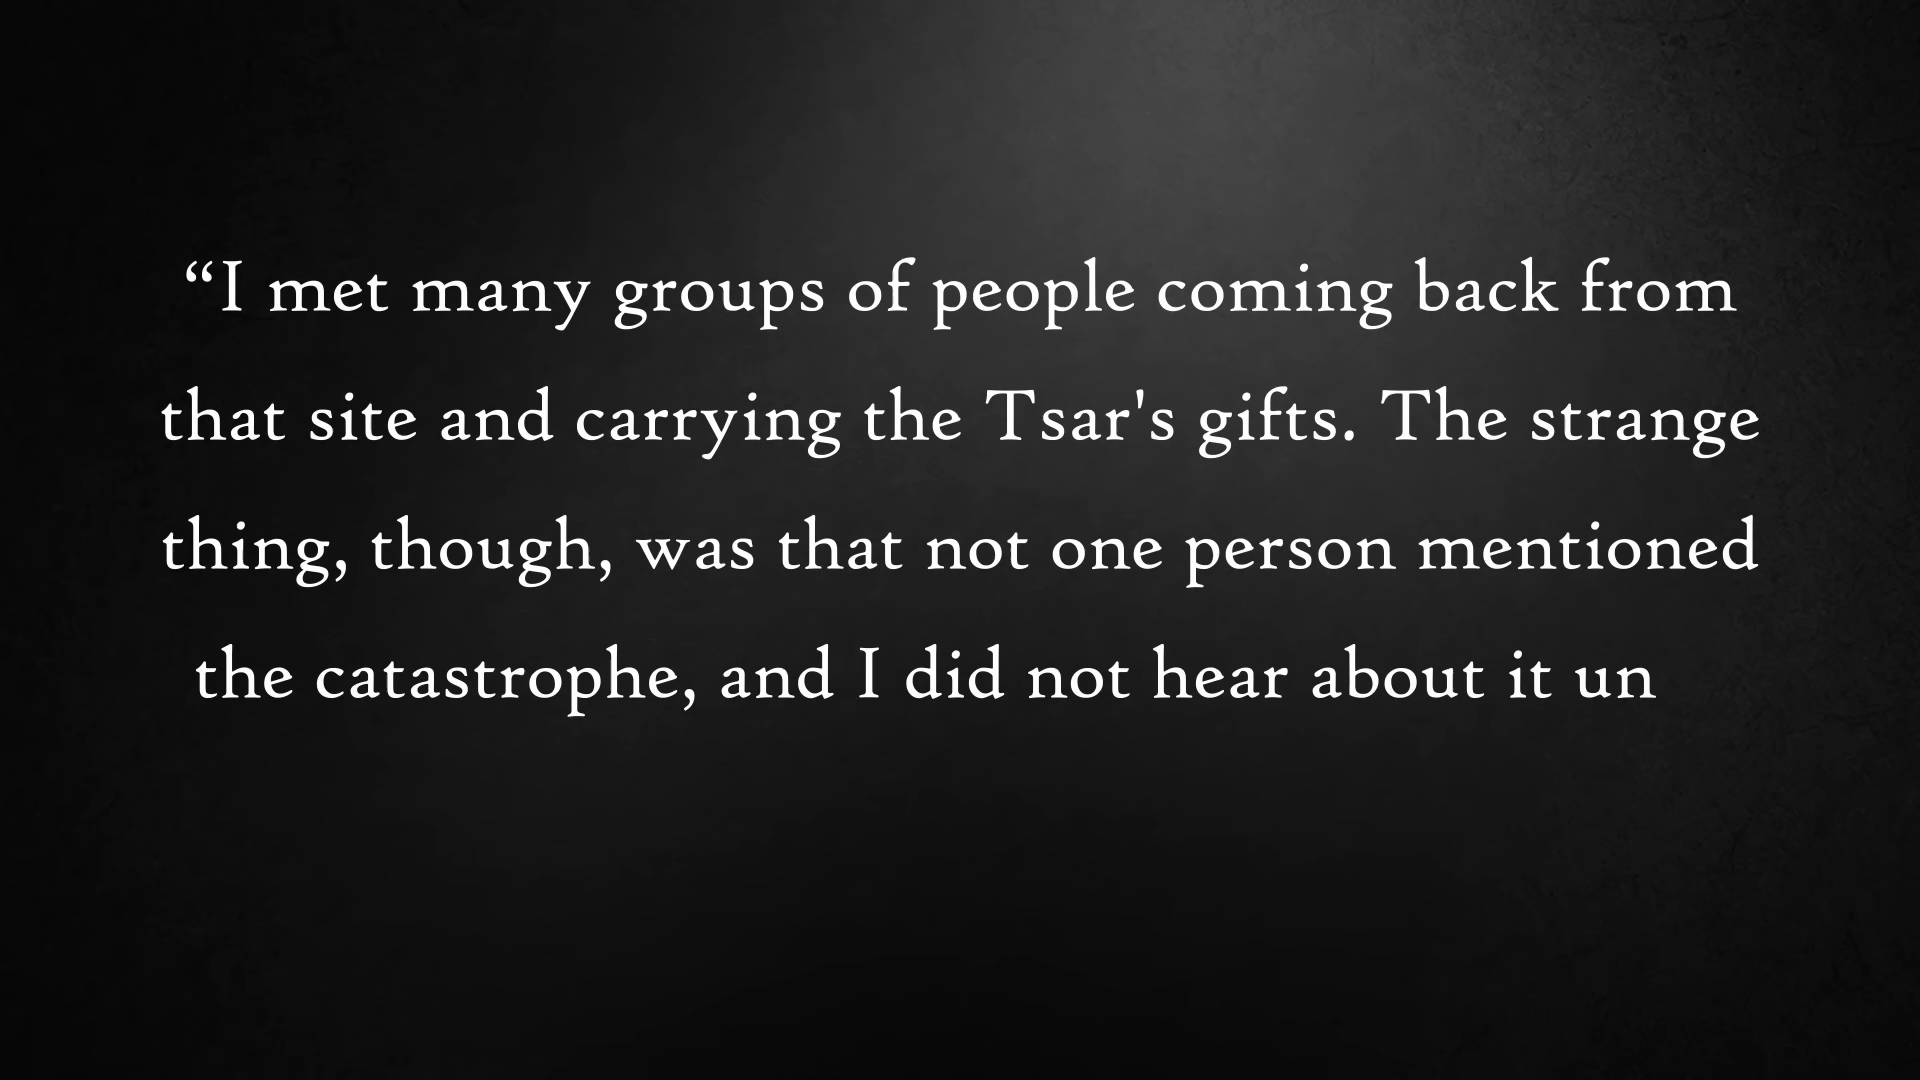 “I met many groups of people coming back from
that site and carrying the Tsar's gifts. The strange
thing, though, was that not one person mentioned
the catastrophe, and I did not hear about it un